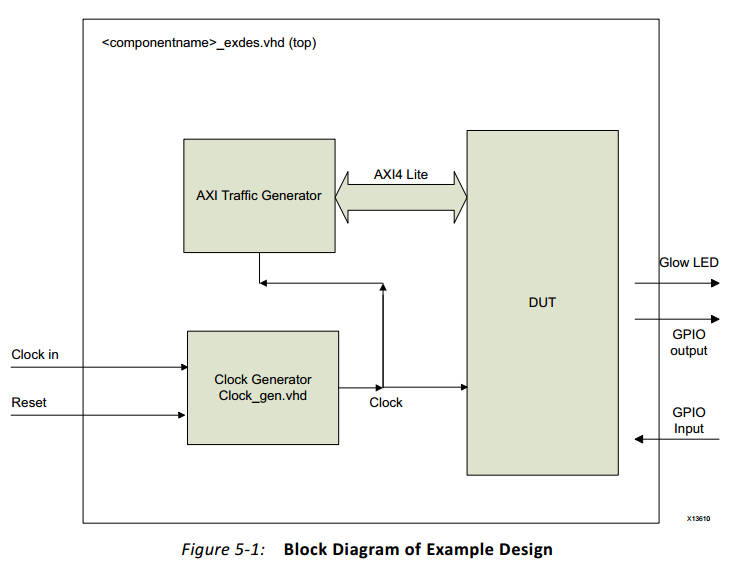 <componentname>_exdes.vhd (top)
AXI Traffic Generator
AXI4 Lite
DUT
Glow LED
GPIO
output
Clock in
Clock Generator
Clock_gen.vhd
Clock
Reset
GPIO
Input
X13610
Figure 5-1: Block Diagram of Example Design